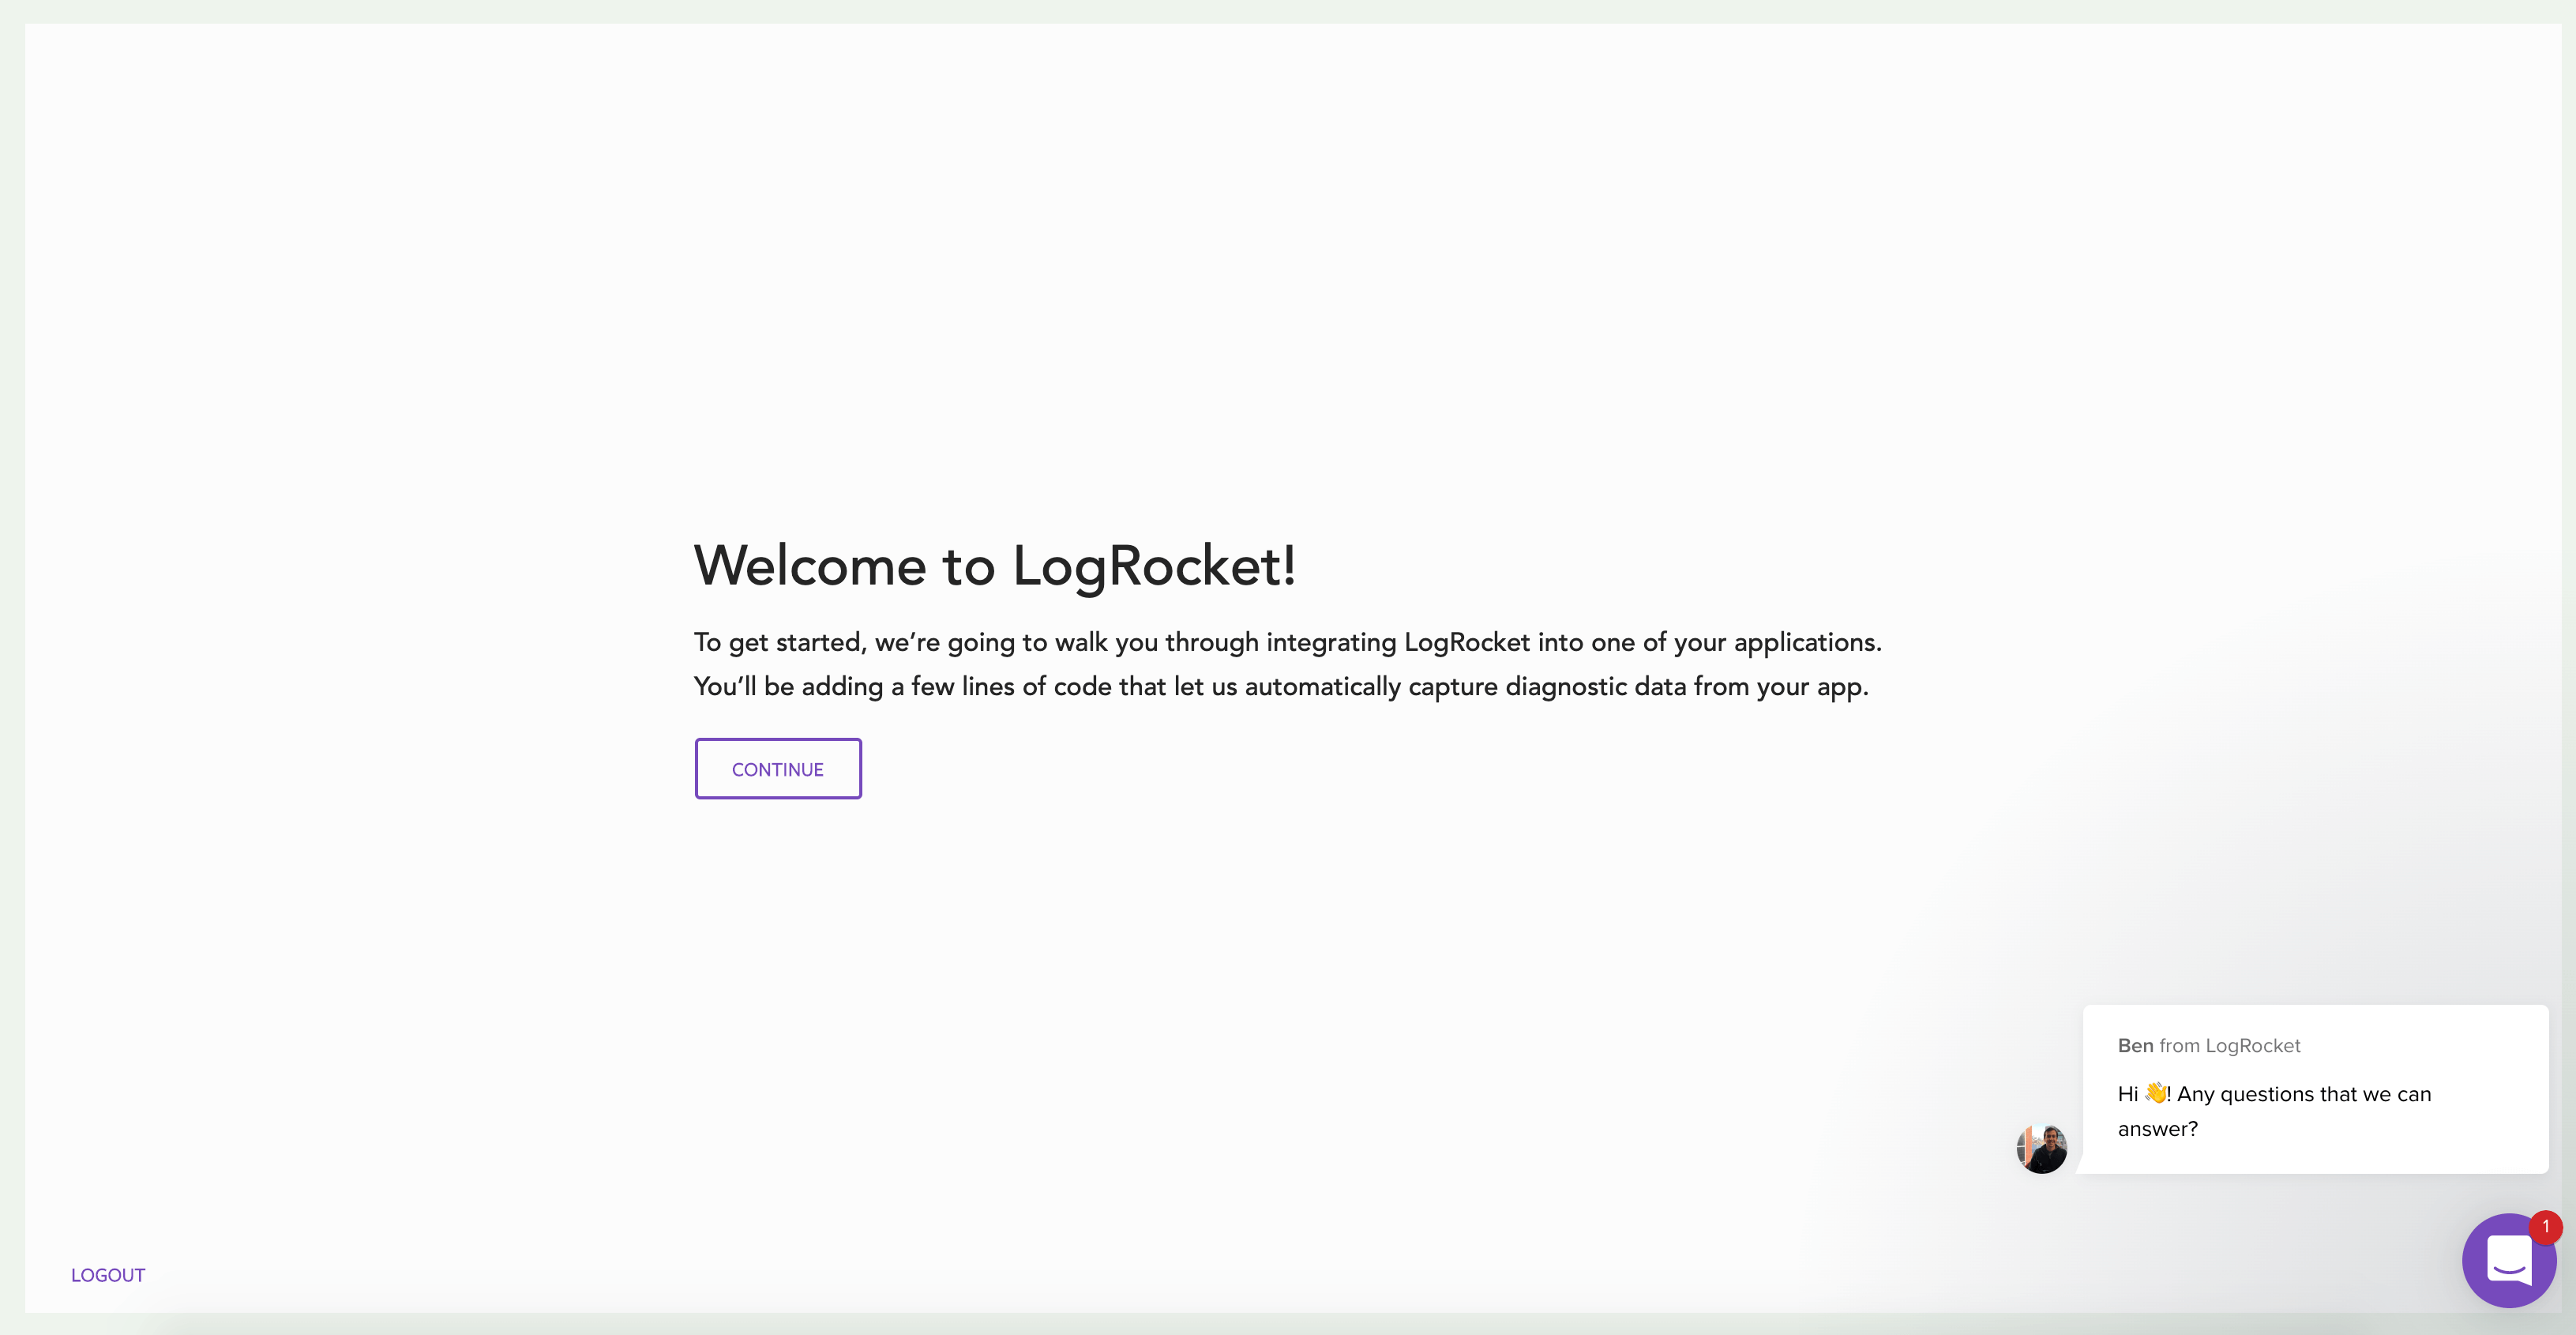 Welcome to LogRocket!
To get started, we’re going to walk you through integrating LogRocket into one of your applications.
You’ll be adding a few lines of code that let us automatically capture diagnostic data from your app.
CONTINUE
Ben from LogRocket
Hi 👋! Any questions that we can
answer?
1
LOGOUT